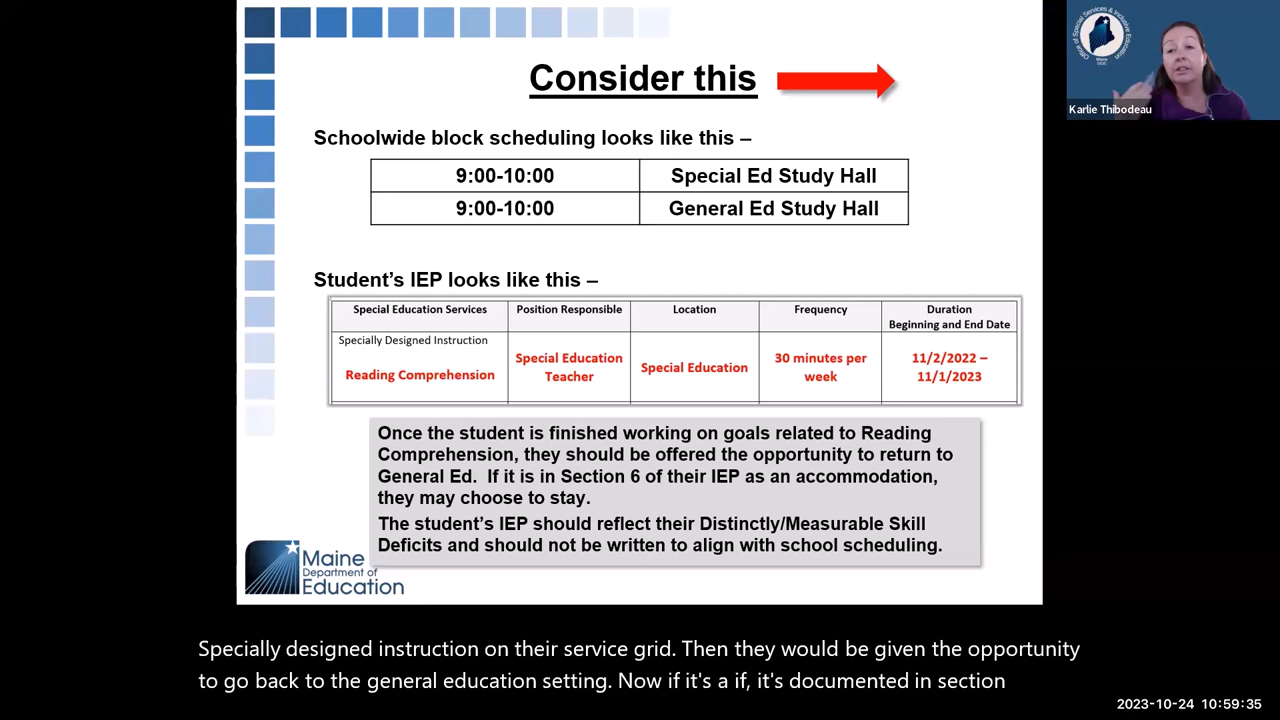 Consider this
Schoolwide block scheduling looks like this –
9:00-10:00 Special Ed Study Hall
9:00-10:00 General Ed Study Hall
Student's IEP looks like this –
Special Education Services Position Responsible Location Frequency Duration
Beginning and End Date
Specially Designed Instruction
Reading Comprehension Special Education Teacher Special Education 30 minutes per week 11/2/2022 – 11/1/2023
Once the student is finished working on goals related to Reading
Comprehension, they should be offered the opportunity to return to
General Ed. If it is in Section 6 of their IEP as an accommodation,
they may choose to stay.
The student's IEP should reflect their Distinctly/Measurable Skill
Deficits and should not be written to align with school scheduling.
Maine
Department of
Education
Office of Special Services & Inclusive Education
Maine
DOE
Karlie Thibodeau
Specially designed instruction on their service grid. Then they would be given the opportunity
to go back to the general education setting. Now if it's a if, it's documented in section
2023-10-24 10:59:35